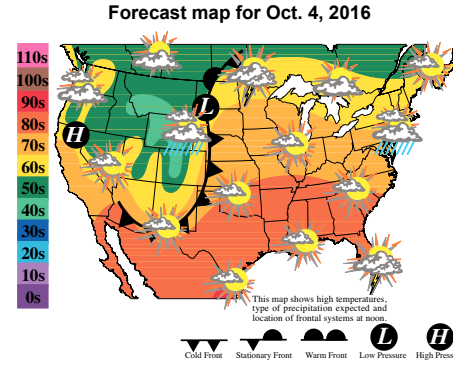 Forecast map for Oct. 4, 2016
110s
100s
90s
80s
70s
60s
50s
40s
30s
20s
10s
0s
H
L
This map shows high temperatures,
type of precipitation expected and
location of frontal systems at noon.
L
H
Cold Front
Stationary Front
Warm Front
Low Pressure
High Press